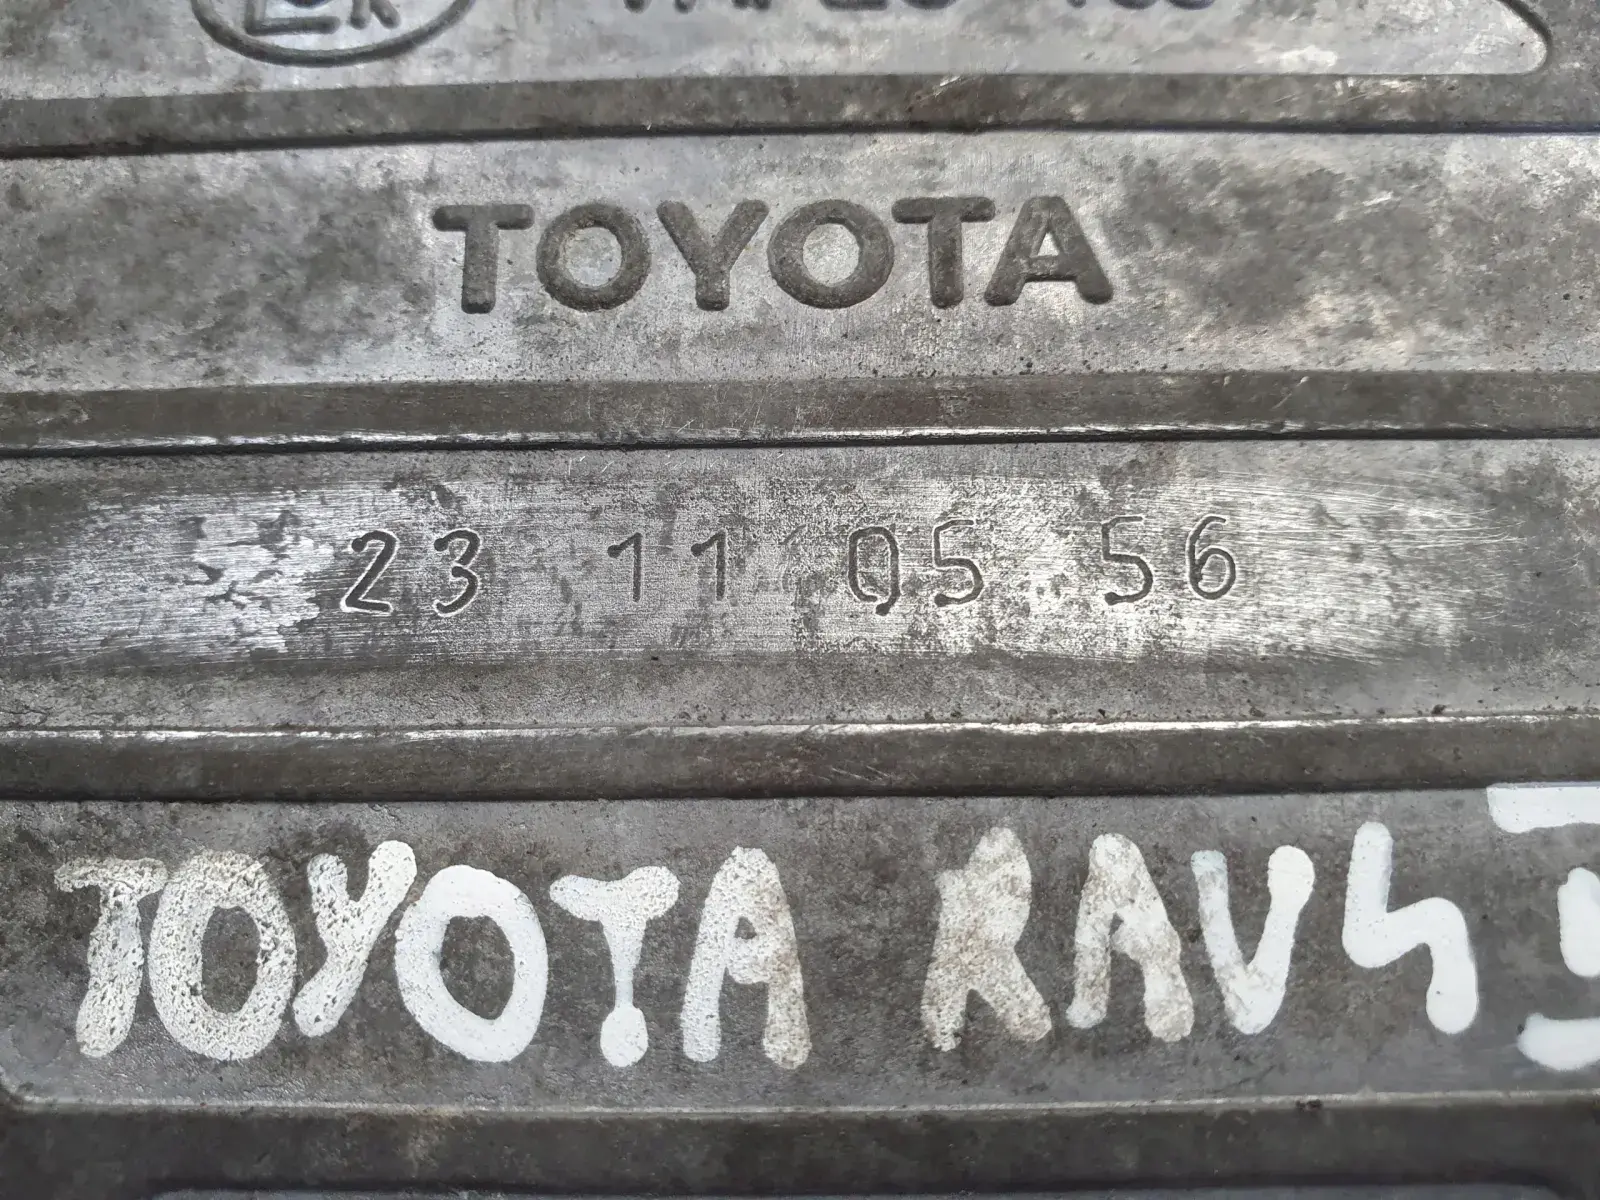 TOYOTA
23 11 05 56
TOYOTA RAV4 I